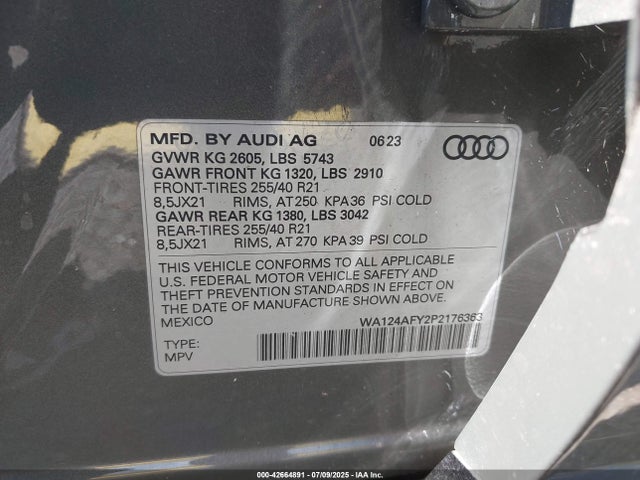 MFD. BY AUDI AG 0623
GVWR KG 2605, LBS 5743
GAWR FRONT KG 1320, LBS 2910
FRONT-TIRES 255/40 R21
8,5JX21 RIMS, AT 250 KPA 36 PSI COLD
GAWR REAR KG 1380, LBS 3042
REAR-TIRES 255/40 R21
8,5JX21 RIMS, AT 270 KPA 39 PSI COLD
THIS VEHICLE CONFORMS TO ALL APPLICABLE
U.S. FEDERAL MOTOR VEHICLE SAFETY AND
THEFT PREVENTION STANDARDS IN EFFECT ON
THE DATE OF MANUFACTURE SHOWN ABOVE.
MEXICO WA124AFY2P2176363
TYPE:
MPV
000-42664891 07/09/2025 IAA Inc.